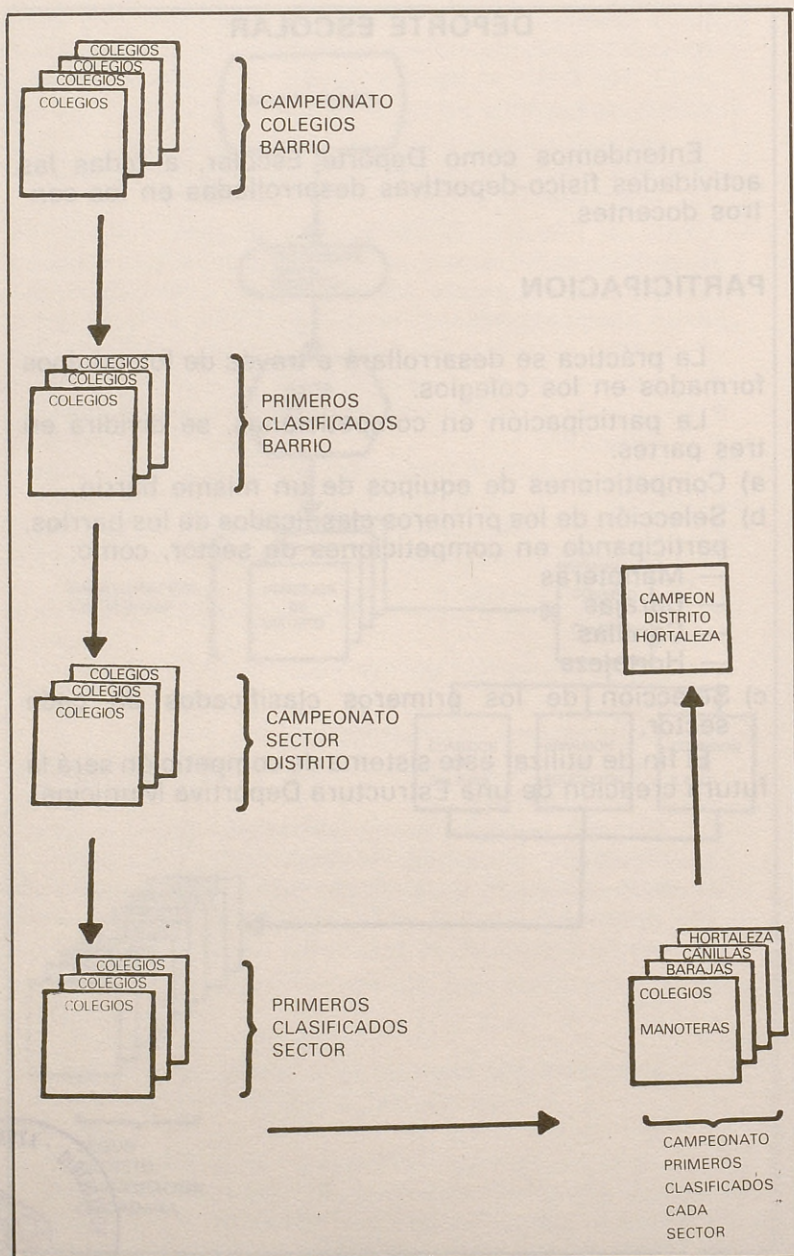 COLEGIOS
COLEGIOS
COLEGIOS
COLEGIOS
CAMPEONATO
COLEGIOS
BARRIO
COLEGIOS
COLEGIOS
COLEGIOS
PRIMEROS
CLASIFICADOS
BARRIO
COLEGIOS
COLEGIOS
COLEGIOS
CAMPEONATO
SECTOR
DISTRITO
COLEGIOS
COLEGIOS
COLEGIOS
PRIMEROS
CLASIFICADOS
SECTOR
HORTALEZA
CANILLAS
BARAJAS
COLEGIOS
MANOTERAS
CAMPEONATO
PRIMEROS
CLASIFICADOS
CADA
SECTOR
CAMPEON
DISTRITO
HORTALEZA